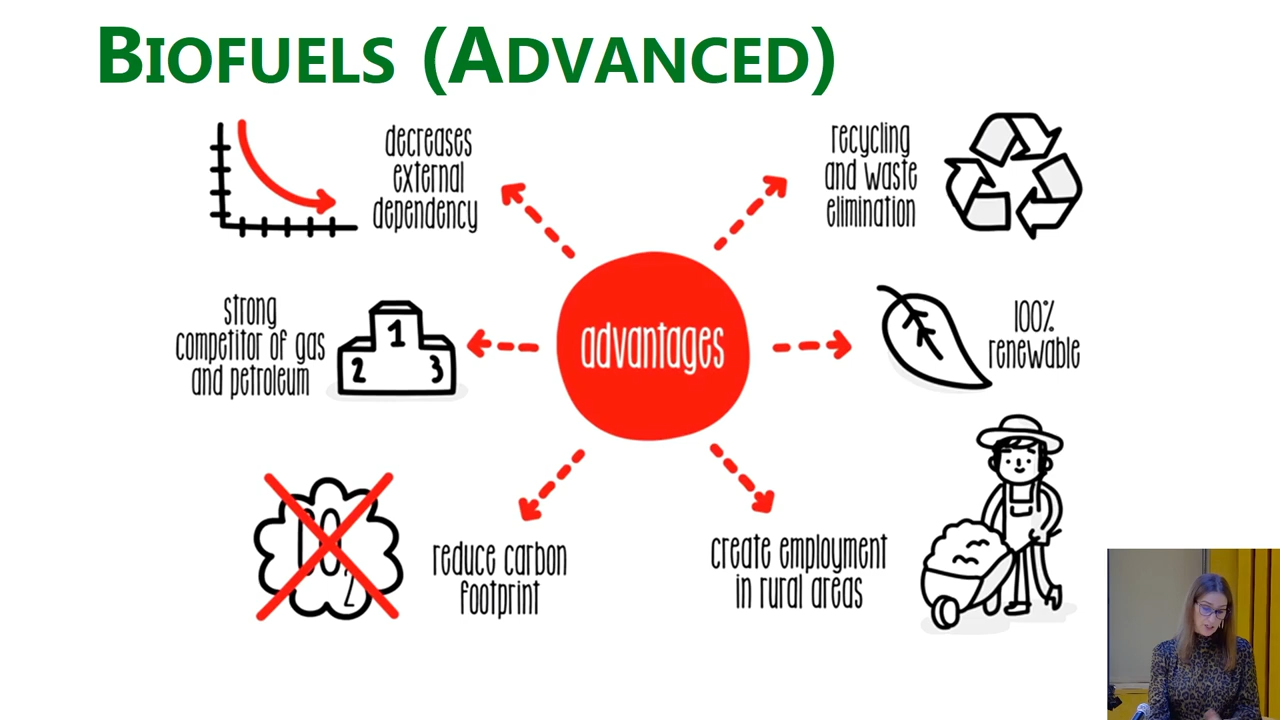 BIOFUELS (ADVANCED)
decreases
external
dependency
recycling
and waste
elimination
strong
competitor of gas
and petroleum
1
2
3
advantages
100%
renewable
CO2
reduce carbon
footprint
create employment
in rural areas